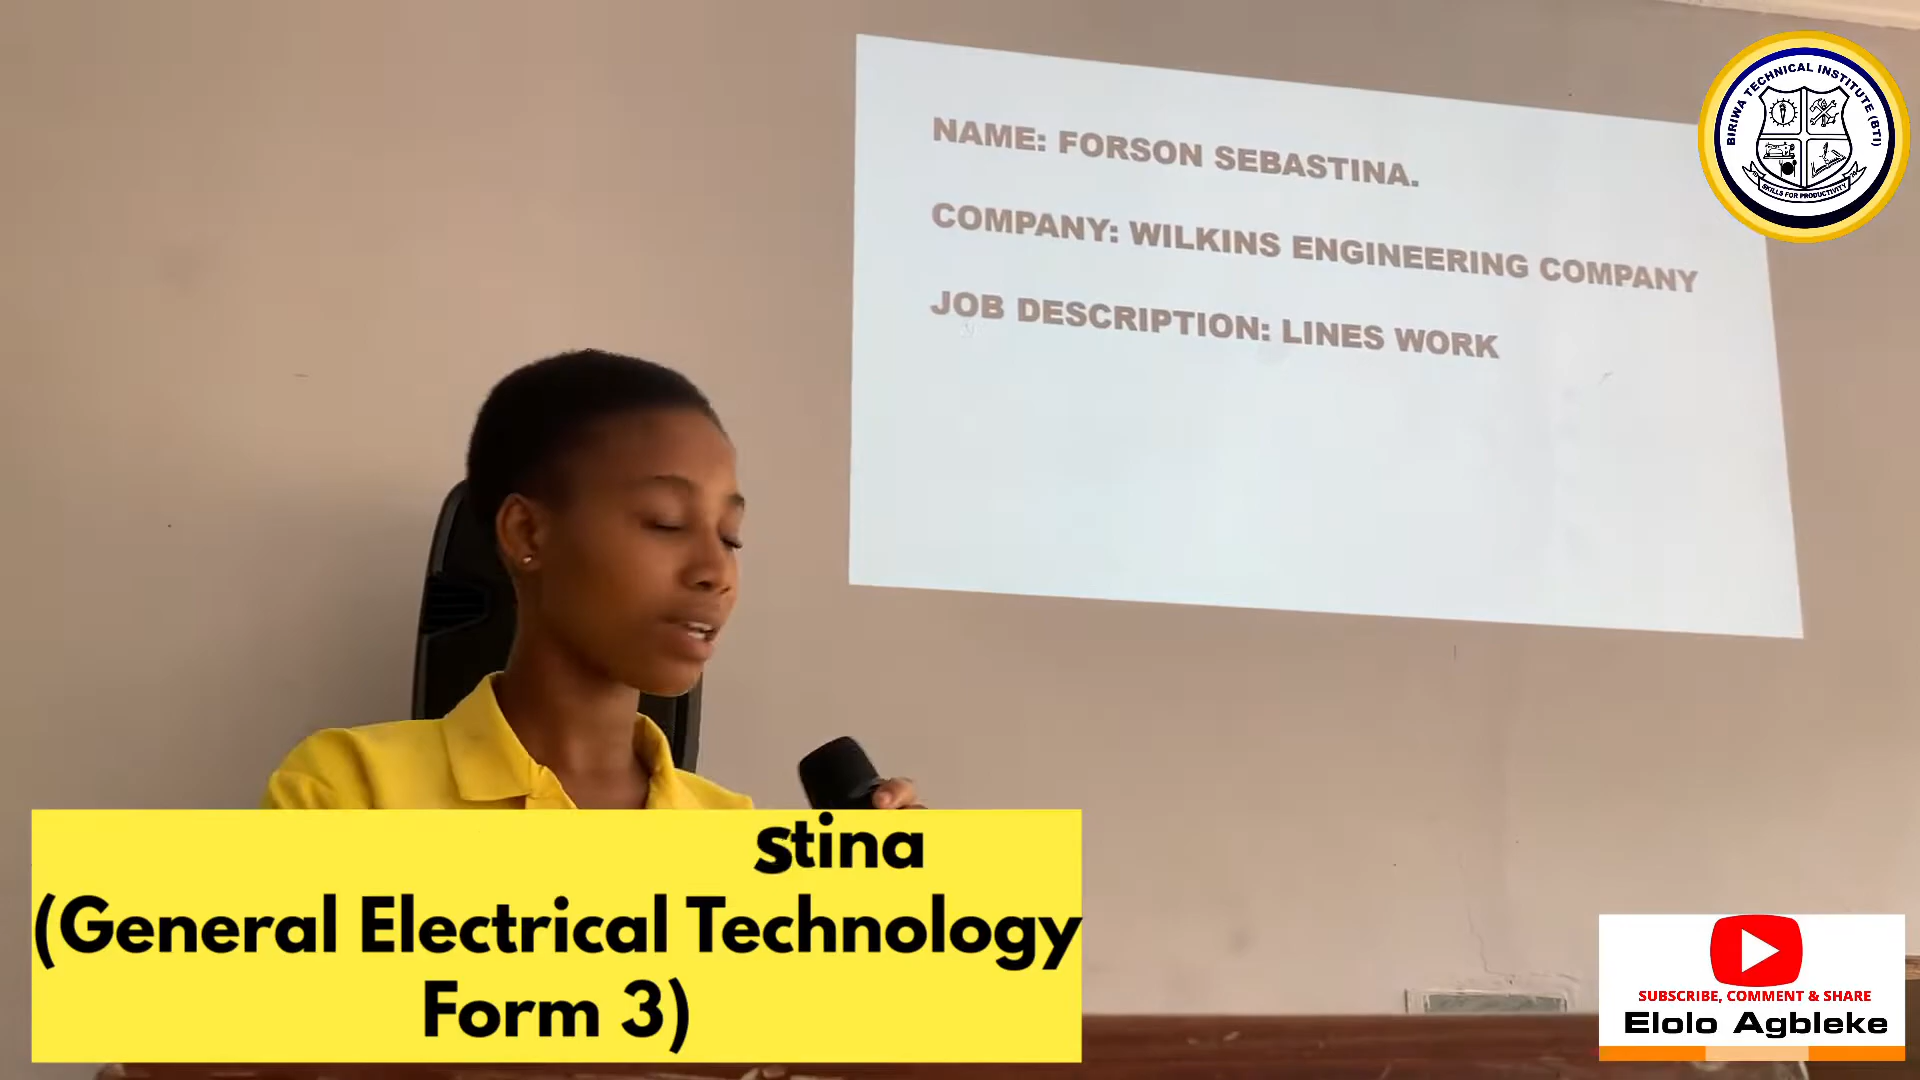 NAME: FORSON SEBASTINA.
COMPANY: WILKINS ENGINEERING COMPANY
JOB DESCRIPTION: LINES WORK
BIRIWA TECHNICAL INSTITUTE (BTI)
SKILLS FOR PRODUCTIVITY
stina
(General Electrical Technology
Form 3)
SUBSCRIBE, COMMENT & SHARE
Elolo Agbleke